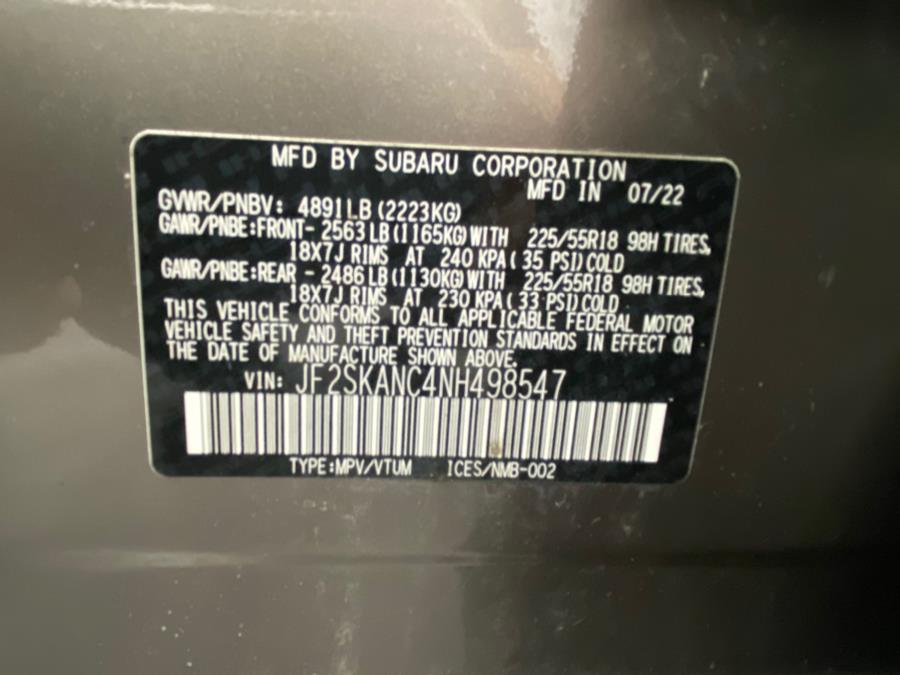 MFD BY SUBARU CORPORATION
MFD IN 07/22
GVWR/PNBV: 4891LB (2223KG)
GAWR/PNBE:FRONT- 2563 LB (1165KG) WITH 225/55R18 98H TIRES,
18X7J RIMS AT 240 KPA ( 35 PSI) COLD
GAWR/PNBE:REAR - 2486 LB (1130KG) WITH 225/55R18 98H TIRES,
18X7J RIMS AT 230 KPA ( 33 PSI) COLD.
THIS VEHICLE CONFORMS TO ALL APPLICABLE FEDERAL MOTOR
VEHICLE SAFETY AND THEFT PREVENTION STANDARDS IN EFFECT ON
THE DATE OF MANUFACTURE SHOWN ABOVE.
VIN: JF2SKANC4NH498547
TYPE:MPV/VTUM ICES/NMB-002